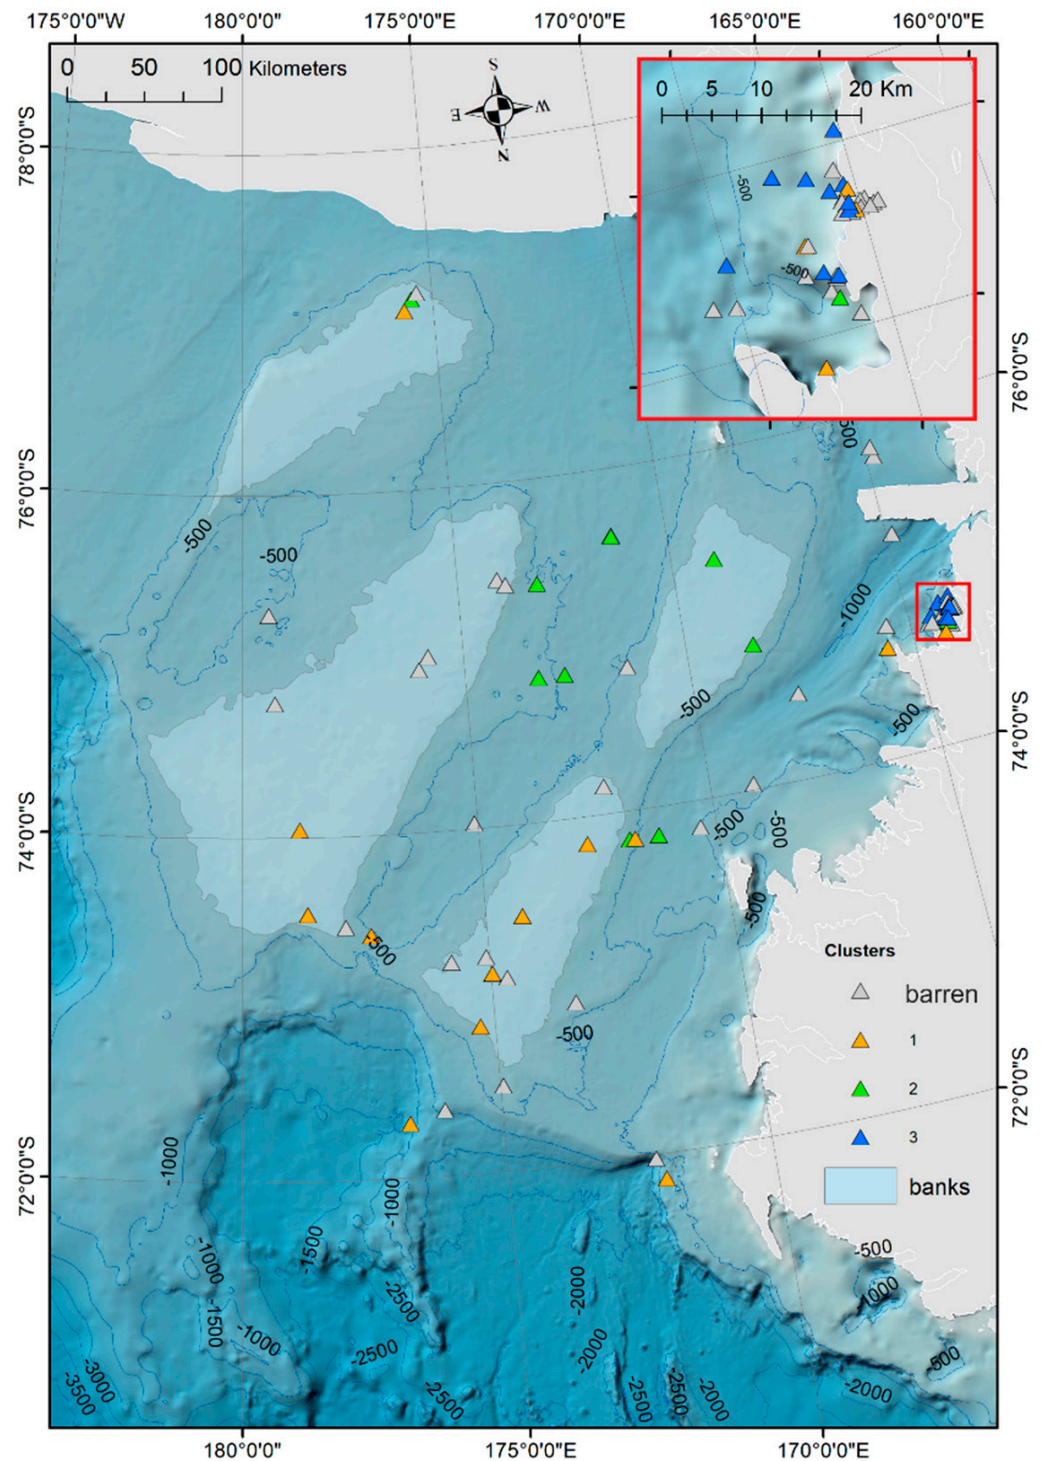 175°0'0"W 180°0'0" 175°0'0"E 170°0'0"E 165°0'0"E 160°0'0"E
0 50 100 Kilometers
S
E W
N
0 5 10 20 Km
-500
-500
78°0'0"S
76°0'0"S
76°0'0"S
-500
-500
500
-1000
-500
-500
74°0'0"S
74°0'0"S
-500
-500
-500
-500
-500
Clusters
barren
1
2
3
banks
72°0'0"S
72°0'0"S
-1000
-1000
-1000
-1500
-1500
-1000
-2500
-2500
-2500
-2000
-2000
-2500
-2500
-2000
-500
-1000
-500
-2000
-3000
-3500
180°0'0" 175°0'0"E 170°0'0"E